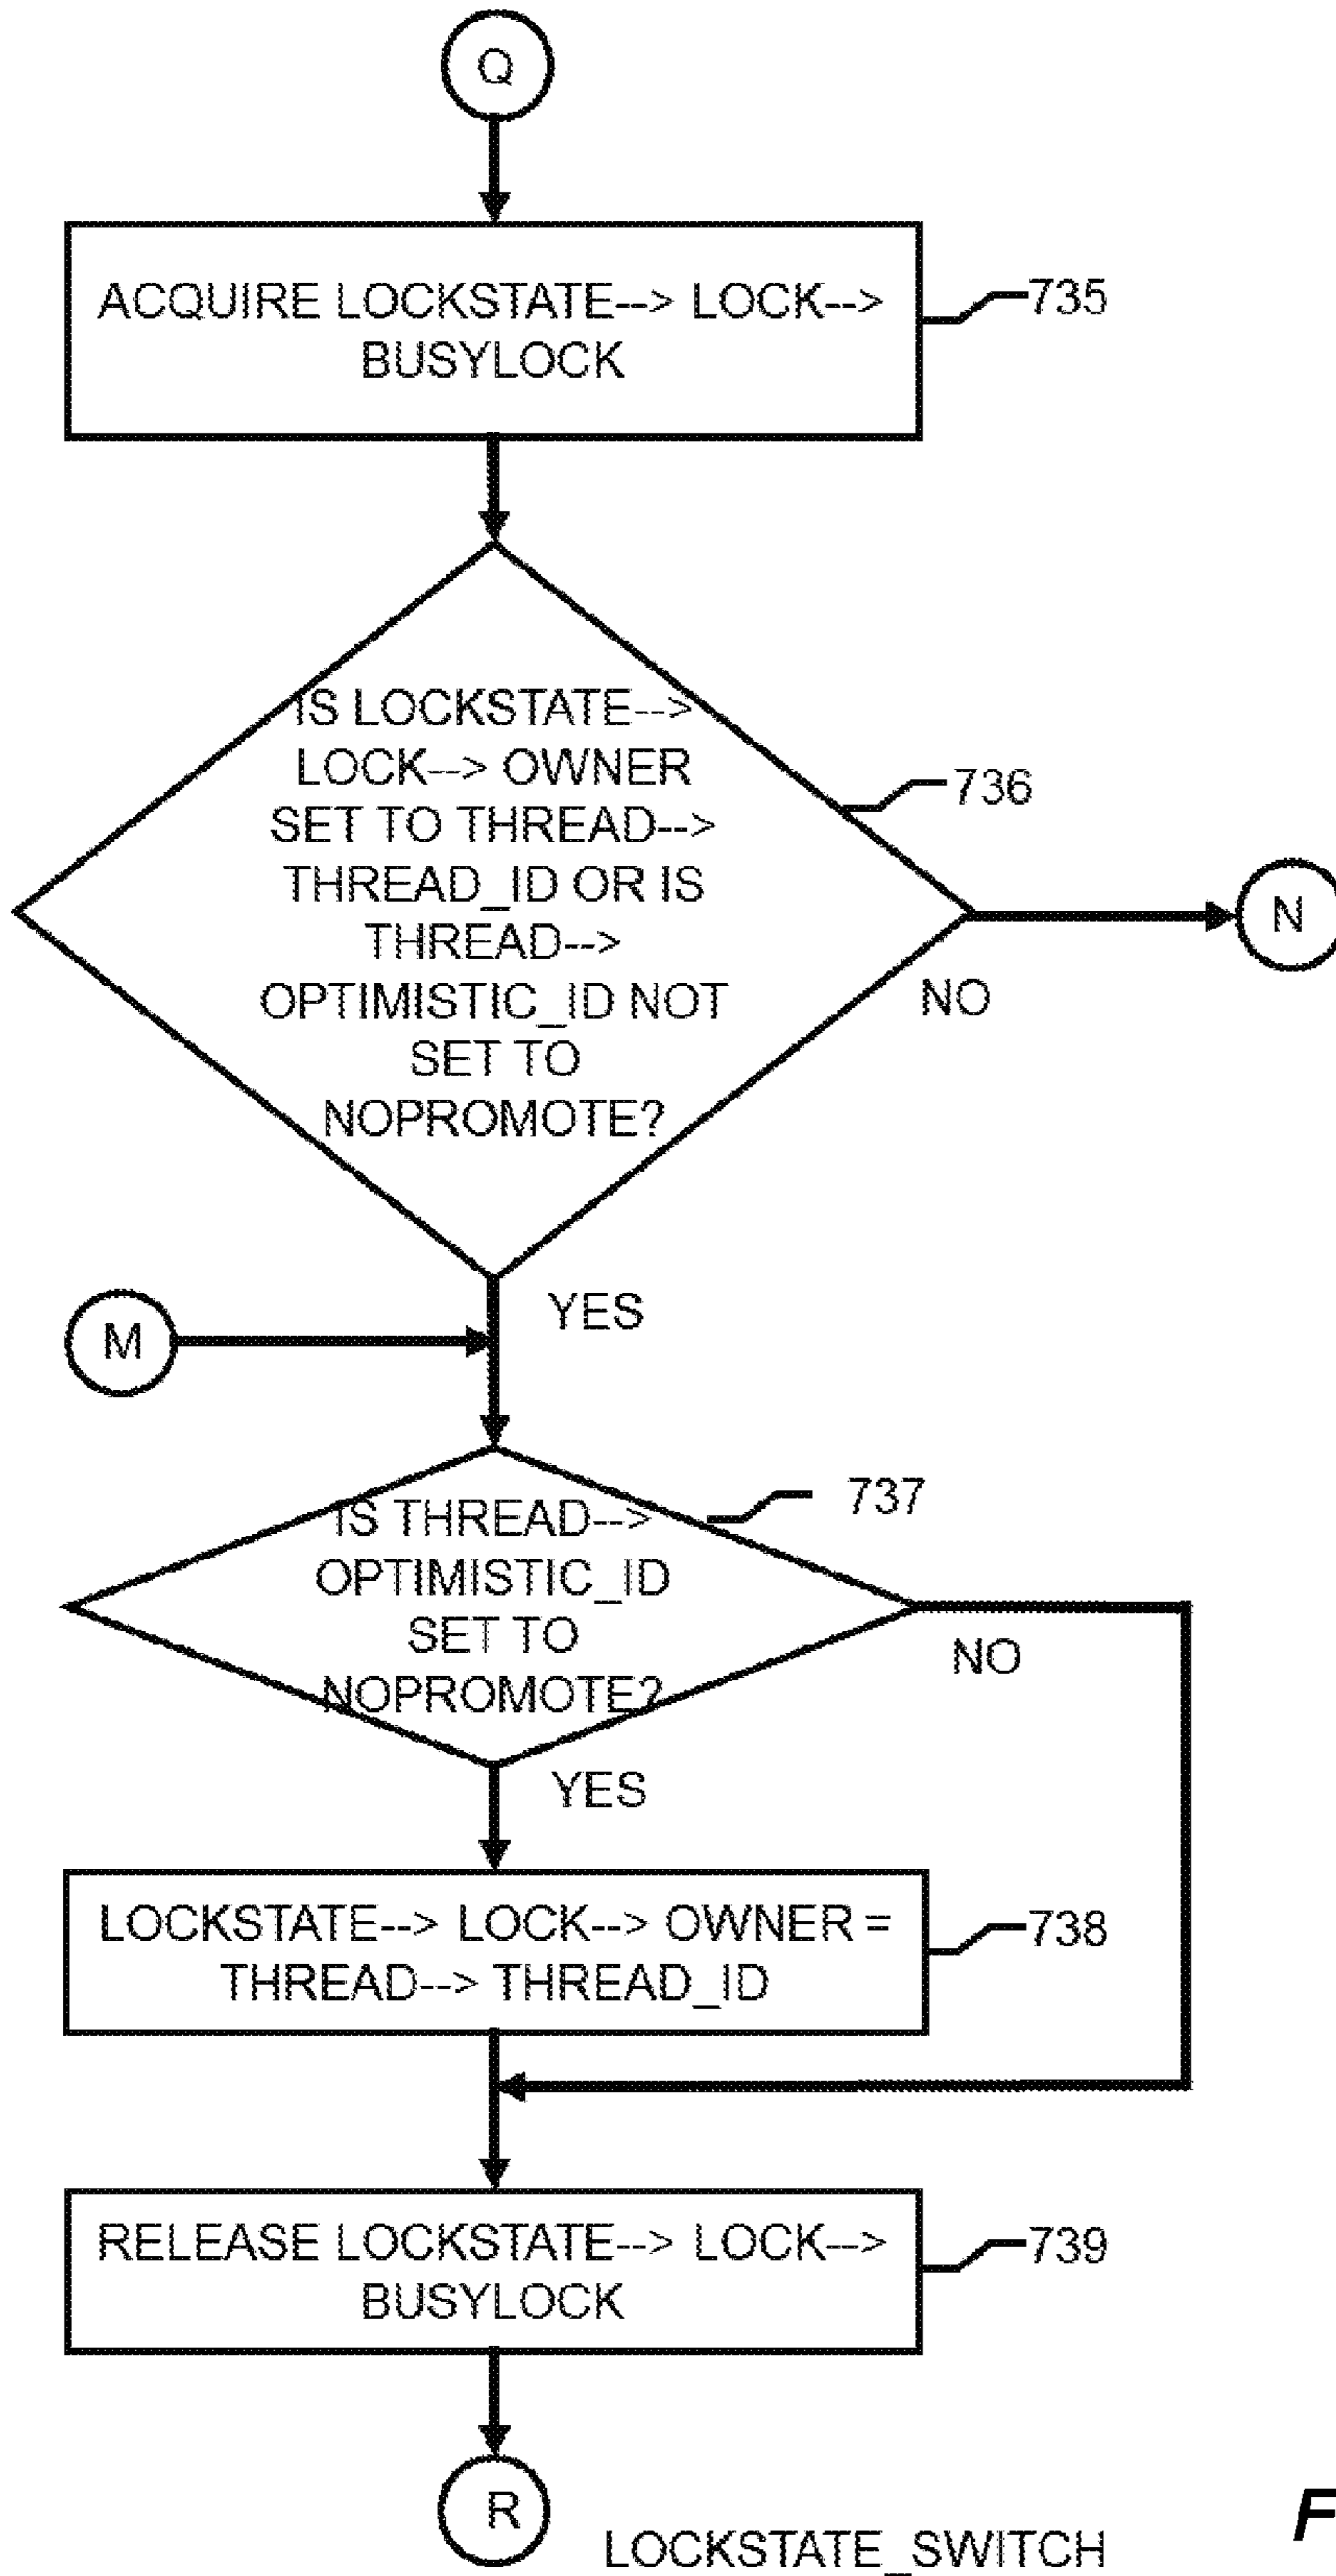 Q
ACQUIRE LOCKSTATE--> LOCK-->
BUSYLOCK
735
IS LOCKSTATE-->
LOCK--> OWNER
SET TO THREAD-->
THREAD_ID OR IS
THREAD-->
OPTIMISTIC_ID NOT
SET TO
NOPROMOTE?
736
N
NO
YES
M
IS THREAD-->
OPTIMISTIC_ID
SET TO
NOPROMOTE?
737
NO
YES
LOCKSTATE--> LOCK--> OWNER =
THREAD--> THREAD_ID
738
RELEASE LOCKSTATE--> LOCK-->
BUSYLOCK
739
R
LOCKSTATE_SWITCH
F